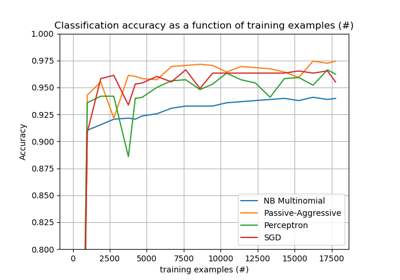 Classification accuracy as a function of training examples (#)
1.000
0.975
0.950
0.925
0.900
0.875
0.850
0.825
0.800
Accuracy
NB Multinomial
Passive-Aggressive
Perceptron
SGD
0 2500 5000 7500 10000 12500 15000 17500
training examples (#)